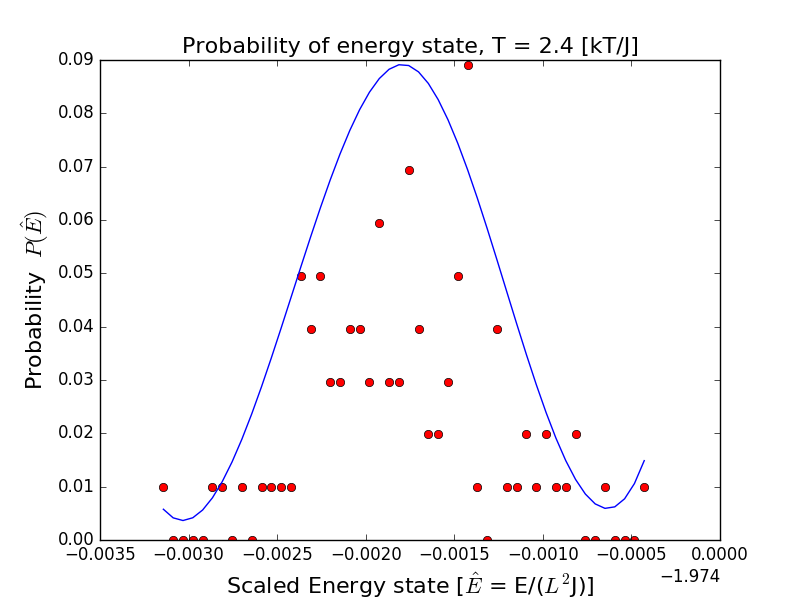 Probability of energy state, T = 2.4 [kT/J]
0.09
0.08
0.07
0.06
0.05
0.04
0.03
0.02
0.01
0.00
Probability P(Ê)
−0.0035 −0.0030 −0.0025 −0.0020 −0.0015 −0.0010 −0.0005 0.0000
−1.974
Scaled Energy state [Ê = E/(L²J)]